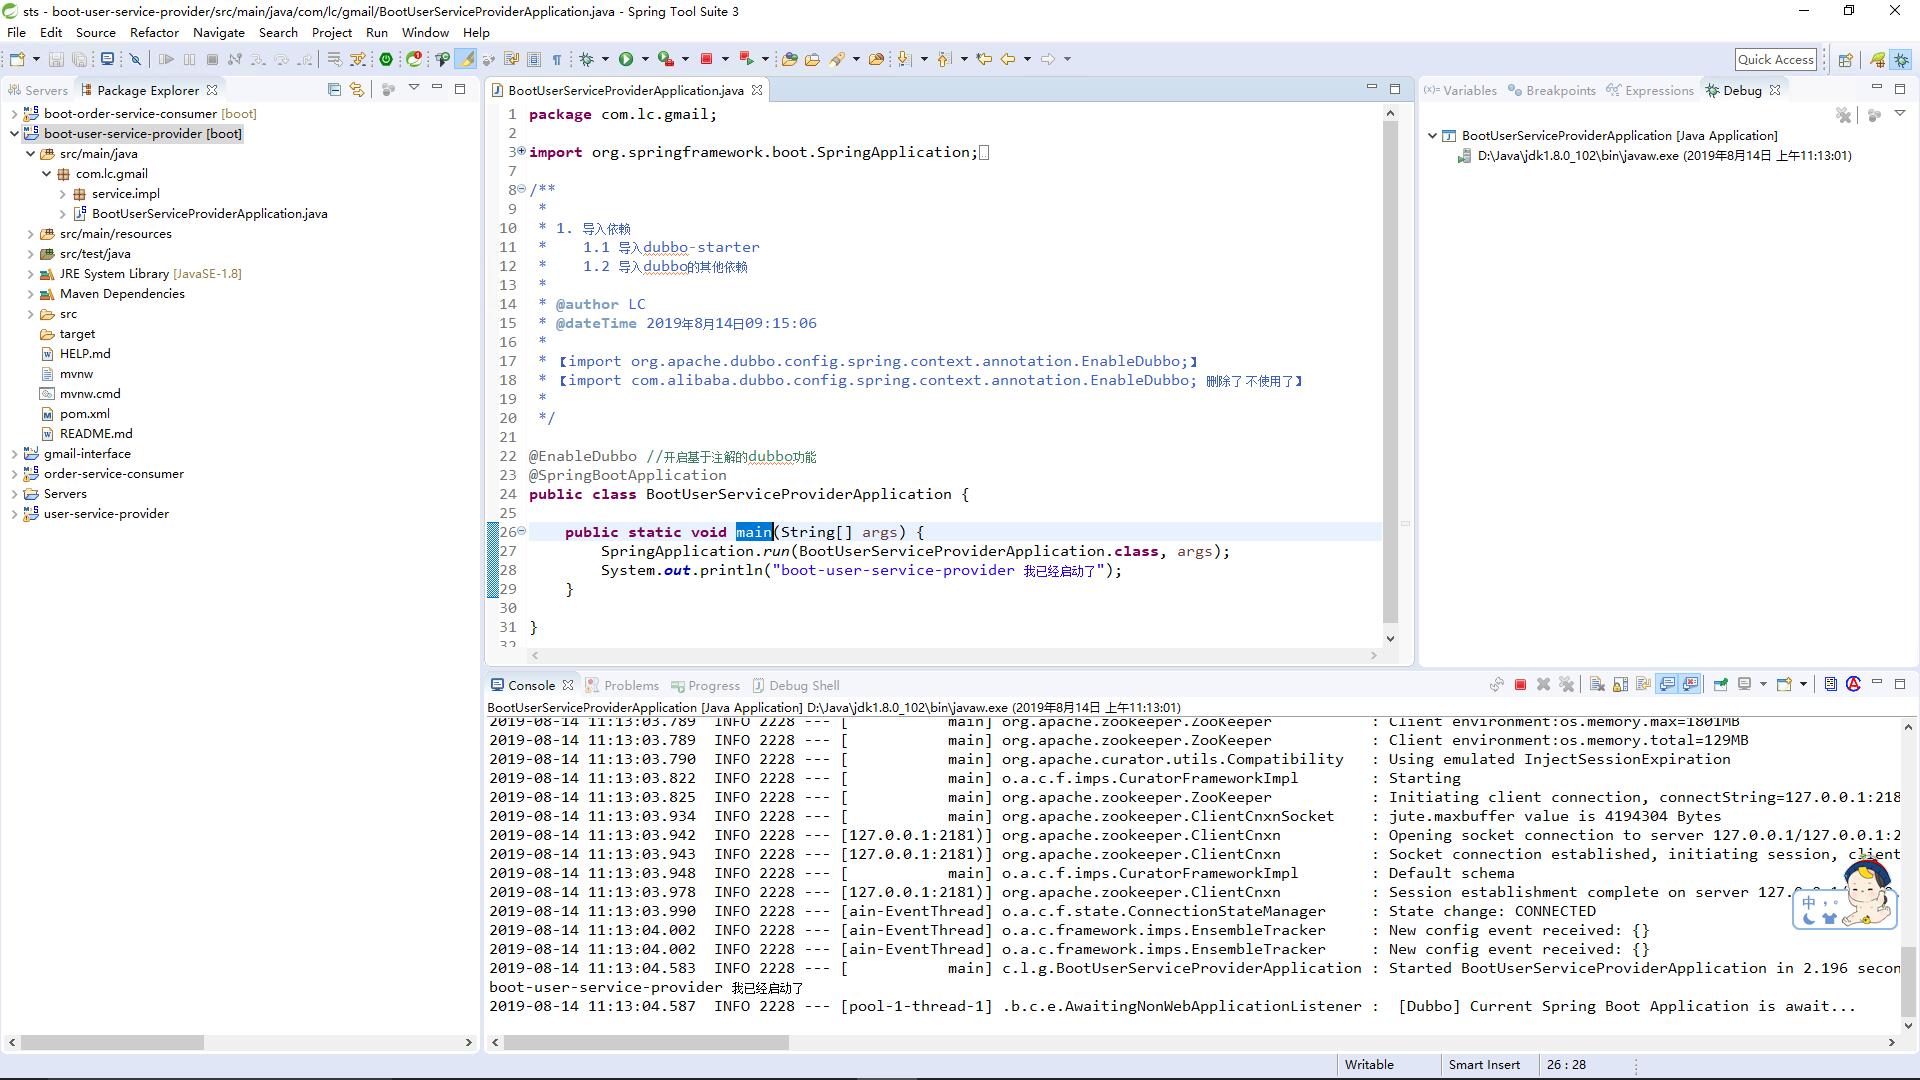 sts - boot-user-service-provider/src/main/java/com/lc/gmail/BootUserServiceProviderApplication.java - Spring Tool Suite 3
File Edit Source Refactor Navigate Search Project Run Window Help
Quick Access
Servers Package Explorer
boot-order-service-consumer [boot]
boot-user-service-provider [boot]
src/main/java
com.lc.gmail
service.impl
BootUserServiceProviderApplication.java
src/main/resources
src/test/java
JRE System Library [JavaSE-1.8]
Maven Dependencies
src
target
HELP.md
mvnw
mvnw.cmd
pom.xml
README.md
gmail-interface
order-service-consumer
Servers
user-service-provider
BootUserServiceProviderApplication.java
1 package com.lc.gmail;
2
3 import org.springframework.boot.SpringApplication;
7
8 /**
9 *
10 * 1. 导入依赖
11 * 1.1 导入dubbo-starter
12 * 1.2 导入dubbo的其他依赖
13 *
14 * @author LC
15 * @dateTime 2019年8月14日09:15:06
16 *
17 * 【import org.apache.dubbo.config.spring.context.annotation.EnableDubbo;】
18 * 【import com.alibaba.dubbo.config.spring.context.annotation.EnableDubbo; 删除了 不使用了】
19 *
20 */
21
22 @EnableDubbo //开启基于注解的dubbo功能
23 @SpringBootApplication
24 public class BootUserServiceProviderApplication {
25
26 public static void main(String[] args) {
27 SpringApplication.run(BootUserServiceProviderApplication.class, args);
28 System.out.println("boot-user-service-provider 我已经启动了");
29 }
30
31 }
32
(x)= Variables Breakpoints Expressions Debug
BootUserServiceProviderApplication [Java Application]
D:\Java\jdk1.8.0_102\bin\javaw.exe (2019年8月14日 上午11:13:01)
Console Problems Progress Debug Shell
BootUserServiceProviderApplication [Java Application] D:\Java\jdk1.8.0_102\bin\javaw.exe (2019年8月14日 上午11:13:01)
2019-08-14 11:13:03.789 INFO 2228 --- [ main] org.apache.zookeeper.ZooKeeper : Client environment:os.memory.max=1801MB
2019-08-14 11:13:03.789 INFO 2228 --- [ main] org.apache.zookeeper.ZooKeeper : Client environment:os.memory.total=129MB
2019-08-14 11:13:03.790 INFO 2228 --- [ main] org.apache.curator.utils.Compatibility : Using emulated InjectSessionExpiration
2019-08-14 11:13:03.822 INFO 2228 --- [ main] o.a.c.f.imps.CuratorFrameworkImpl : Starting
2019-08-14 11:13:03.825 INFO 2228 --- [ main] org.apache.zookeeper.ZooKeeper : Initiating client connection, connectString=127.0.0.1:218
2019-08-14 11:13:03.934 INFO 2228 --- [ main] org.apache.zookeeper.ClientCnxnSocket : jute.maxbuffer value is 4194304 Bytes
2019-08-14 11:13:03.942 INFO 2228 --- [127.0.0.1:2181)] org.apache.zookeeper.ClientCnxn : Opening socket connection to server 127.0.0.1/127.0.0.1:2
2019-08-14 11:13:03.943 INFO 2228 --- [127.0.0.1:2181)] org.apache.zookeeper.ClientCnxn : Socket connection established, initiating session, client
2019-08-14 11:13:03.948 INFO 2228 --- [ main] o.a.c.f.imps.CuratorFrameworkImpl : Default schema
2019-08-14 11:13:03.978 INFO 2228 --- [127.0.0.1:2181)] org.apache.zookeeper.ClientCnxn : Session establishment complete on server
2019-08-14 11:13:03.990 INFO 2228 --- [ain-EventThread] o.a.c.f.state.ConnectionStateManager : State change: CONNECTED
2019-08-14 11:13:04.002 INFO 2228 --- [ain-EventThread] o.a.c.framework.imps.EnsembleTracker : New config event received: {}
2019-08-14 11:13:04.002 INFO 2228 --- [ain-EventThread] o.a.c.framework.imps.EnsembleTracker : New config event received: {}
2019-08-14 11:13:04.583 INFO 2228 --- [ main] c.l.g.BootUserServiceProviderApplication : Started BootUserServiceProviderApplication in 2.196 secon
boot-user-service-provider 我已经启动了
2019-08-14 11:13:04.587 INFO 2228 --- [pool-1-thread-1] .b.c.e.AwaitingNonWebApplicationListener : [Dubbo] Current Spring Boot Application is await...
中
Writable Smart Insert 26 : 28